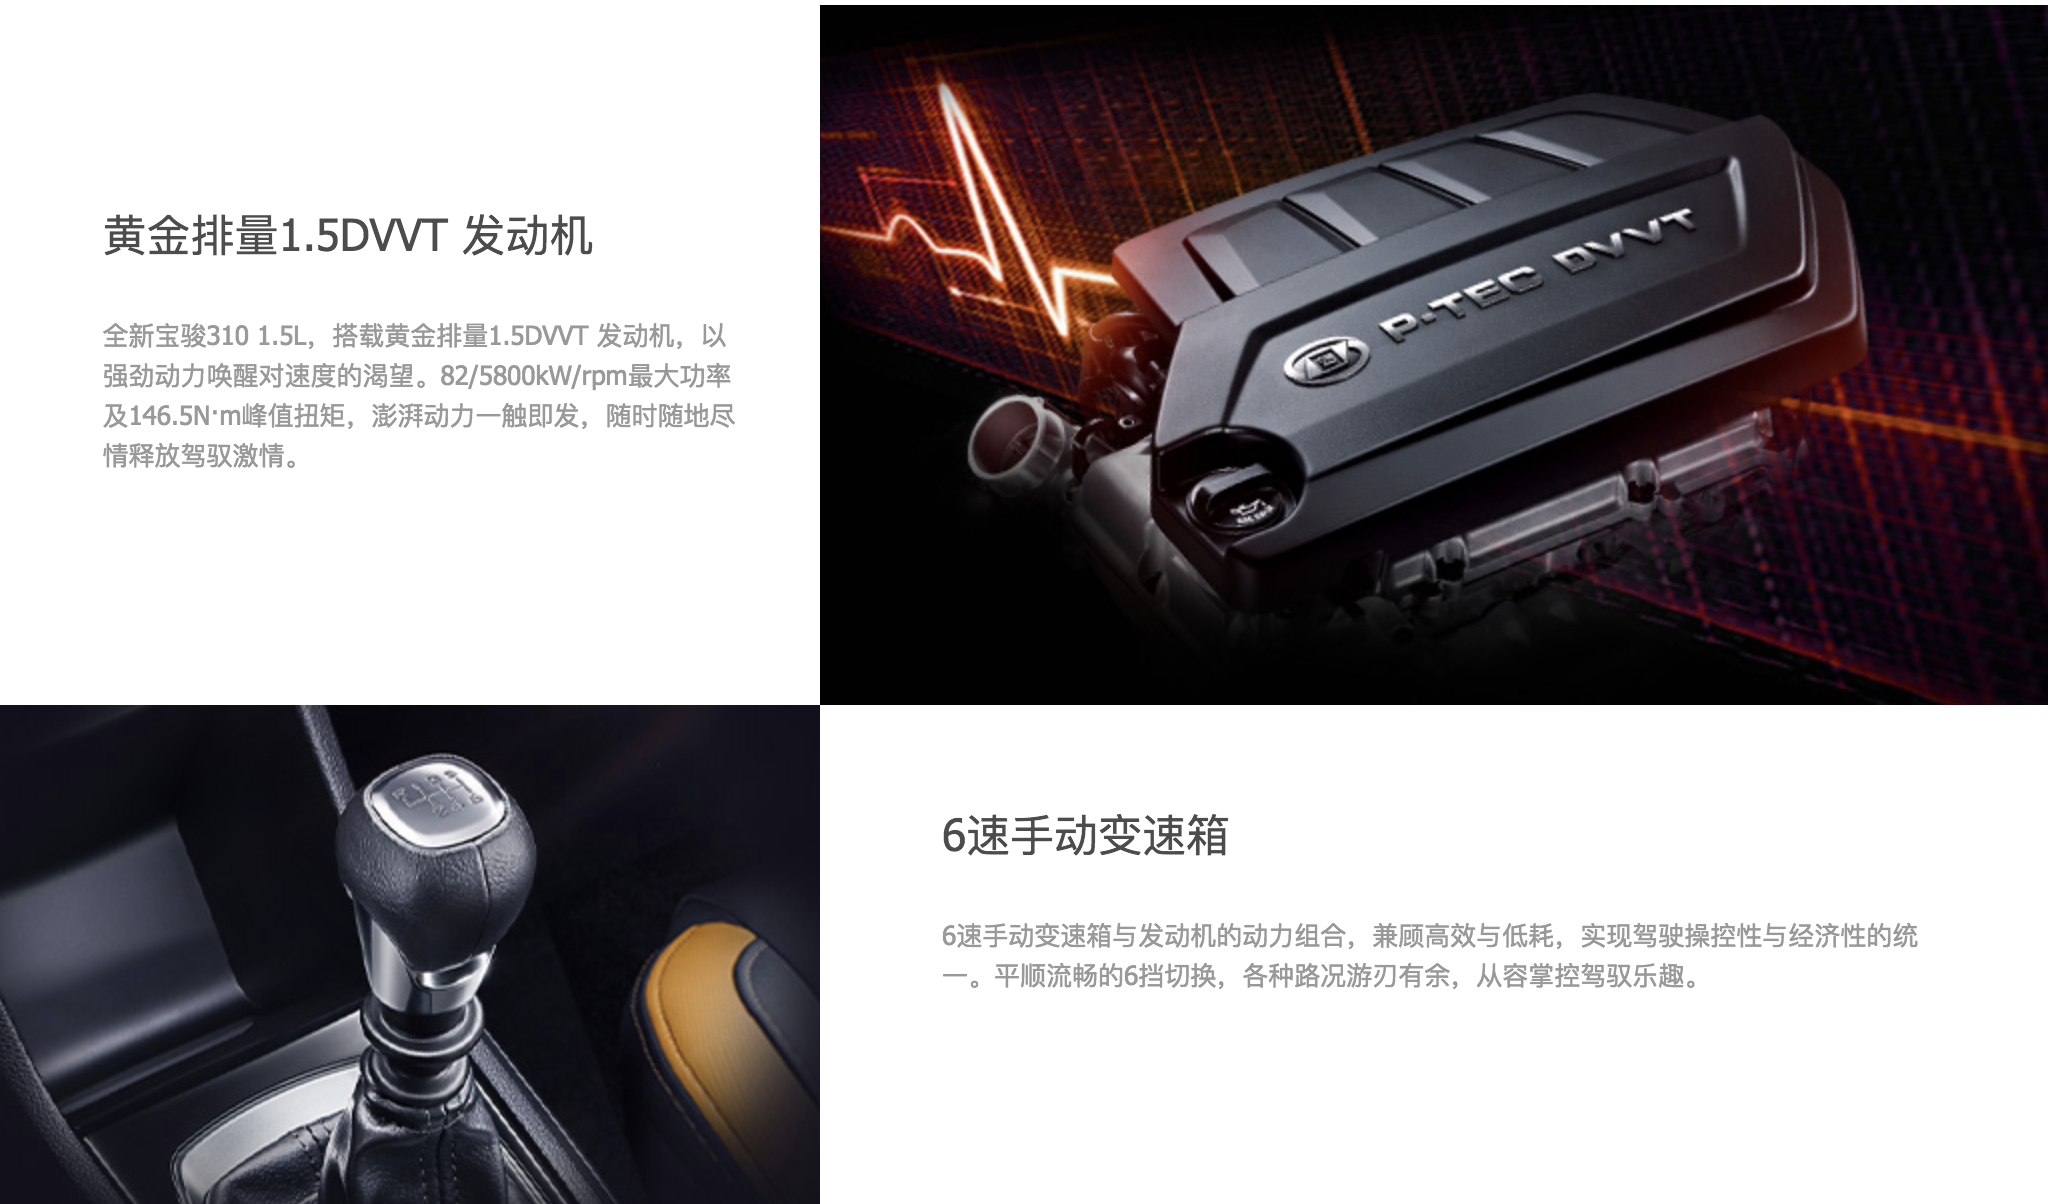 黄金排量1.5DVVT 发动机
全新宝骏310 1.5L，搭载黄金排量1.5DVVT 发动机，以
强劲动力唤醒对速度的渴望。82/5800kW/rpm最大功率
及146.5N·m峰值扭矩，澎湃动力一触即发，随时随地尽
情释放驾驭激情。
P-TEC DVVT
6速手动变速箱
6速手动变速箱与发动机的动力组合，兼顾高效与低耗，实现驾驶操控性与经济性的统
一。平顺流畅的6挡切换，各种路况游刃有余，从容掌控驾驭乐趣。